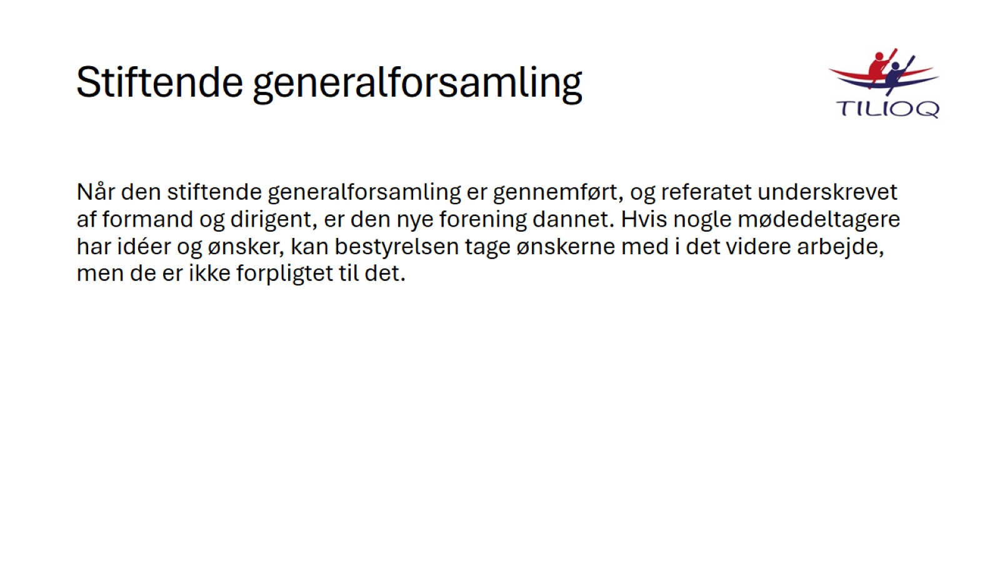 Stiftende generalforsamling
TILIOQ
Når den stiftende generalforsamling er gennemført, og referatet underskrevet
af formand og dirigent, er den nye forening dannet. Hvis nogle mødedeltagere
har idéer og ønsker, kan bestyrelsen tage ønskerne med i det videre arbejde,
men de er ikke forpligtet til det.